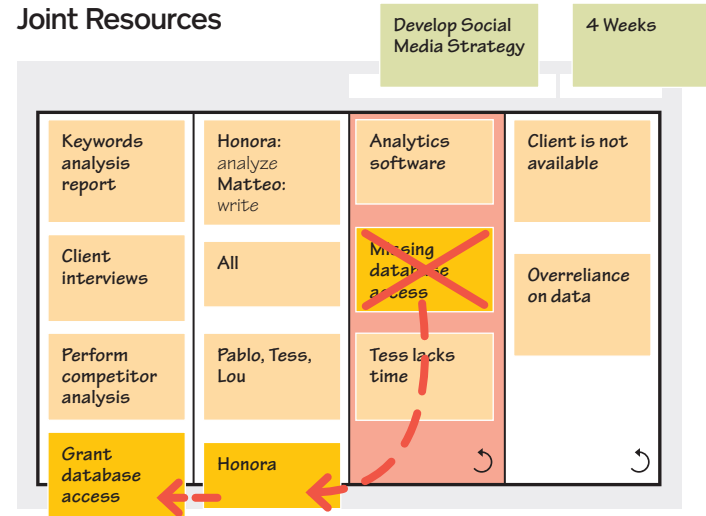 Joint Resources
Develop Social
Media Strategy
4 Weeks
Keywords
analysis
report
Honora:
analyze
Matteo:
write
Analytics
software
Client is not
available
Client
interviews
All
Missing
database
access
Overreliance
on data
Perform
competitor
analysis
Pablo, Tess,
Lou
Tess lacks
time
Grant
database
access
Honora